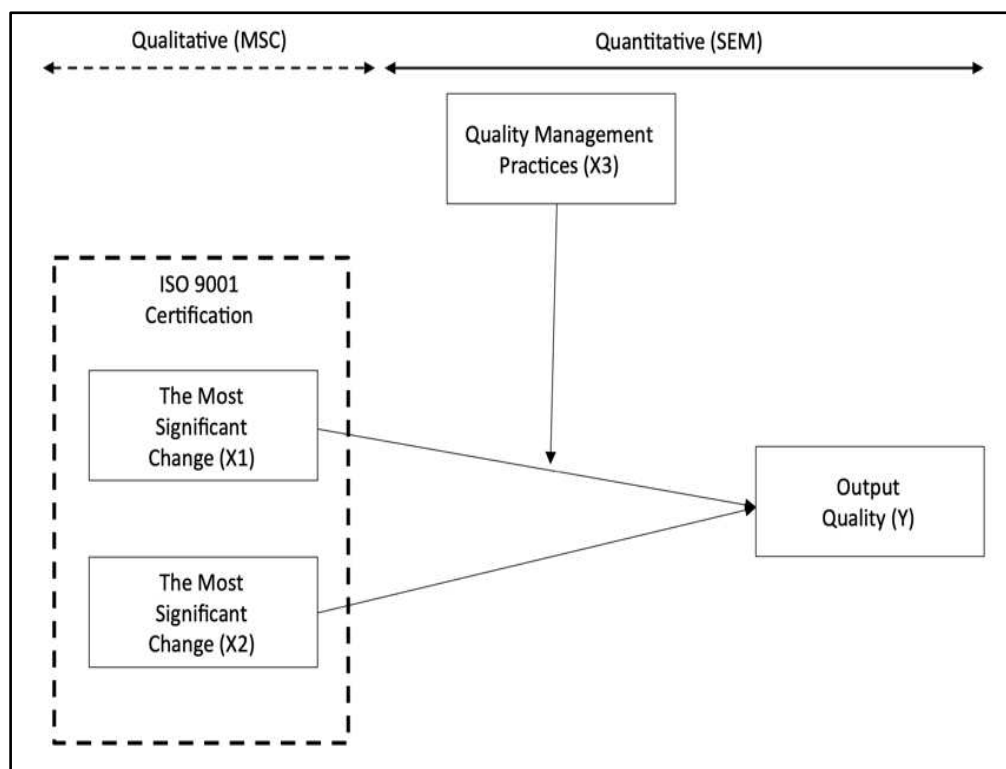 Qualitative (MSC)
Quantitative (SEM)
Quality Management
Practices (X3)
ISO 9001
Certification
The Most
Significant
Change (X1)
The Most
Significant
Change (X2)
Output
Quality (Y)